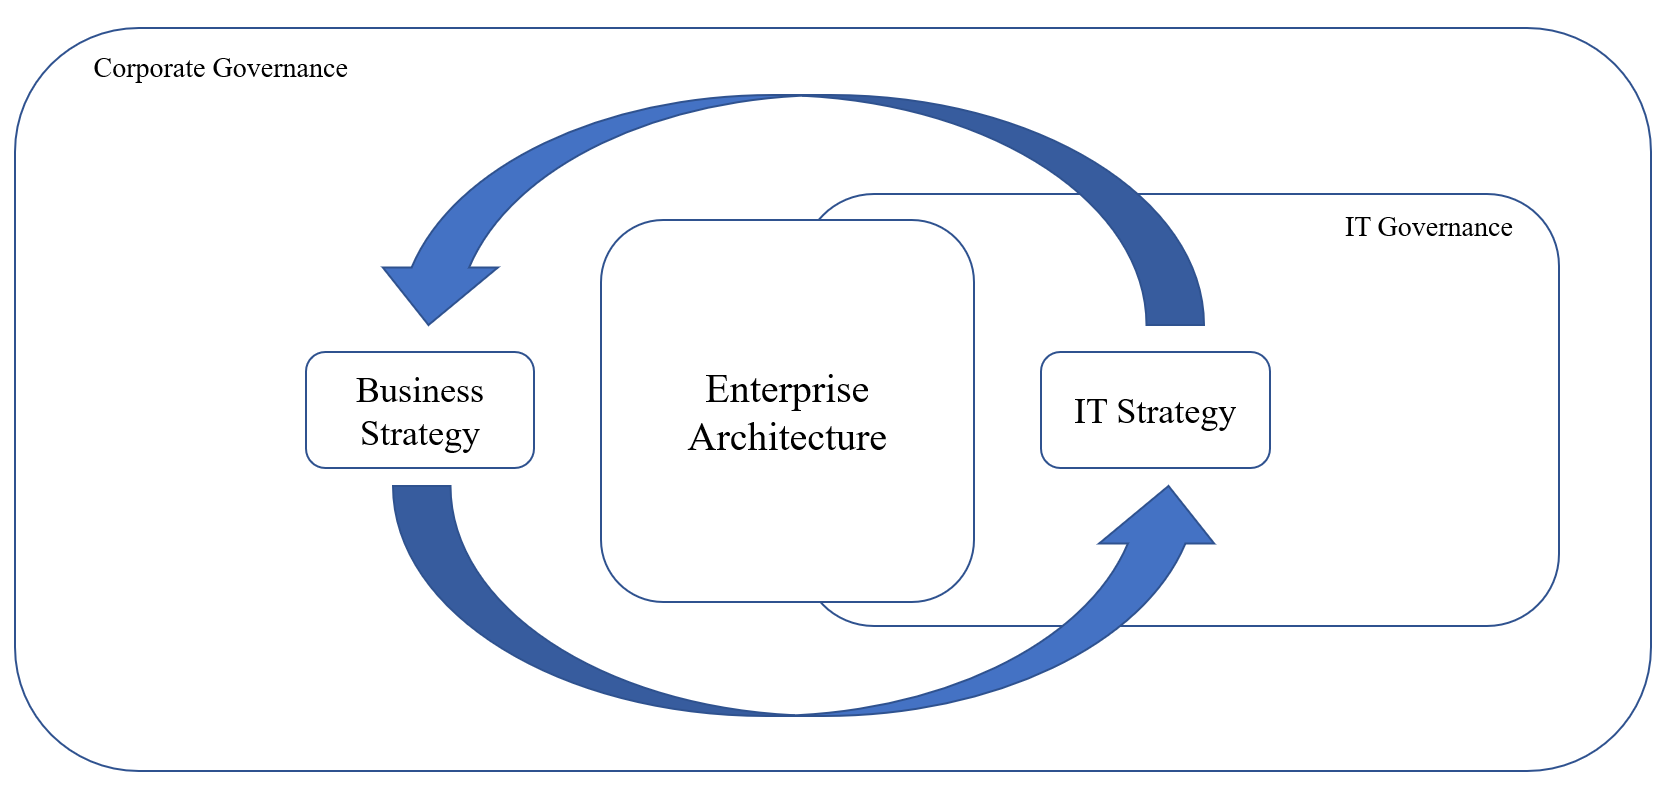 Corporate Governance
IT Governance
Business
Strategy
Enterprise
Architecture
IT Strategy